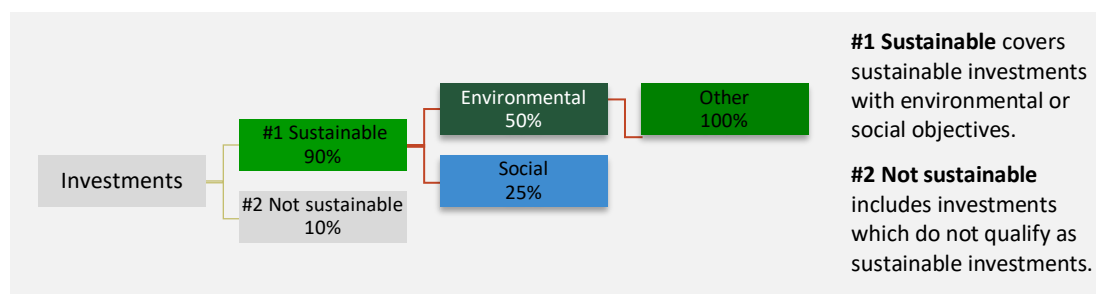 Investments
#1 Sustainable
90%
#2 Not sustainable
10%
Environmental
50%
Social
25%
Other
100%
#1 Sustainable covers
sustainable investments
with environmental or
social objectives.
#2 Not sustainable
includes investments
which do not qualify as
sustainable investments.